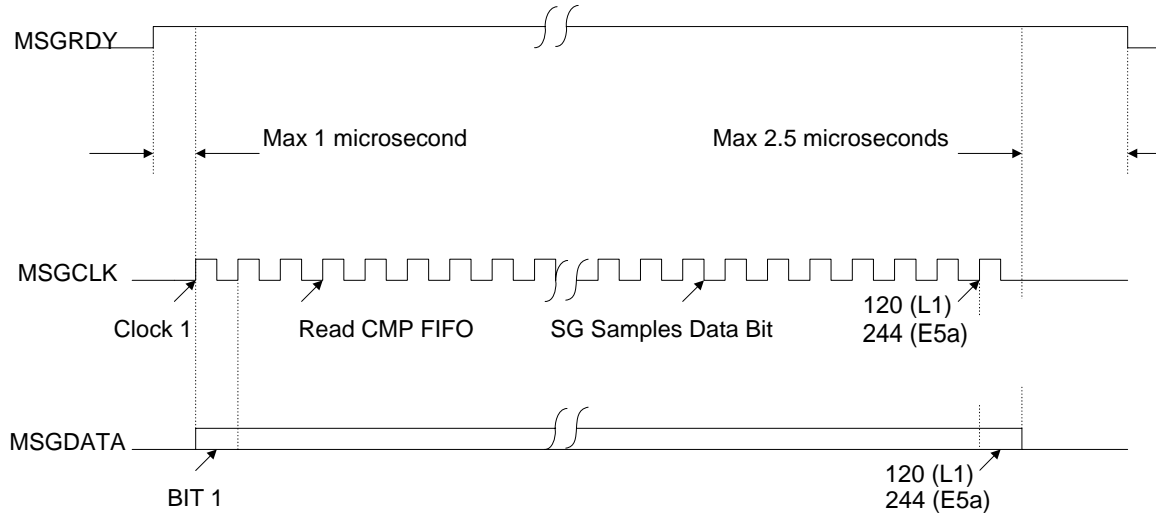 MSGRDY
Max 1 microsecond
Max 2.5 microseconds
MSGCLK
Clock 1
Read CMP FIFO
SG Samples Data Bit
120 (L1)
244 (E5a)
MSGDATA
BIT 1
120 (L1)
244 (E5a)